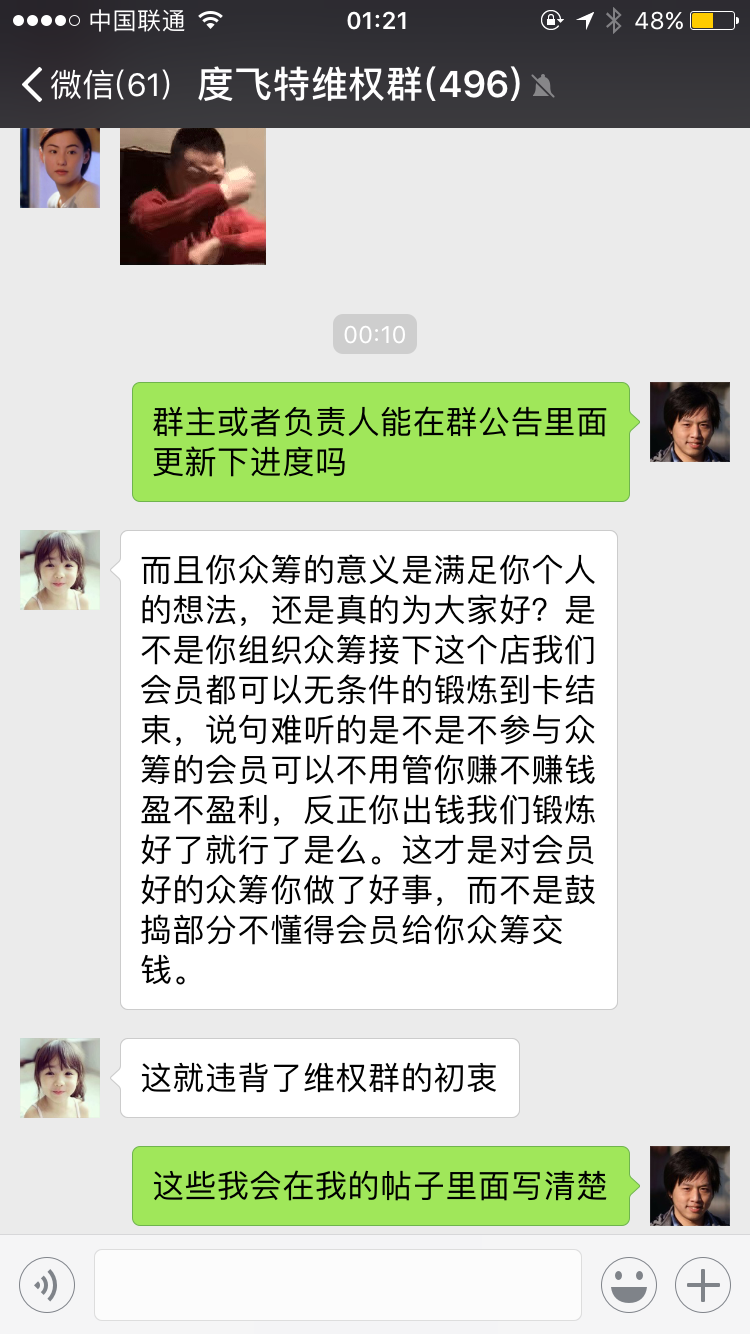 中国联通 01:21 48%
微信(61) 度飞特维权群(496)
00:10
群主或者负责人能在群公告里面
更新下进度吗
而且你众筹的意义是满足你个人
的想法，还是真的为大家好？是
不是你组织众筹接下这个店我们
会员都可以无条件的锻炼到卡结
束，说句难听的是不是不参与众
筹的会员可以不用管你赚不赚钱
盈不盈利，反正你出钱我们锻炼
好了就行了是么。这才是对会员
好的众筹你做了好事，而不是鼓
捣部分不懂得会员给你众筹交
钱。
这就违背了维权群的初衷
这些我会在我的帖子里面写清楚